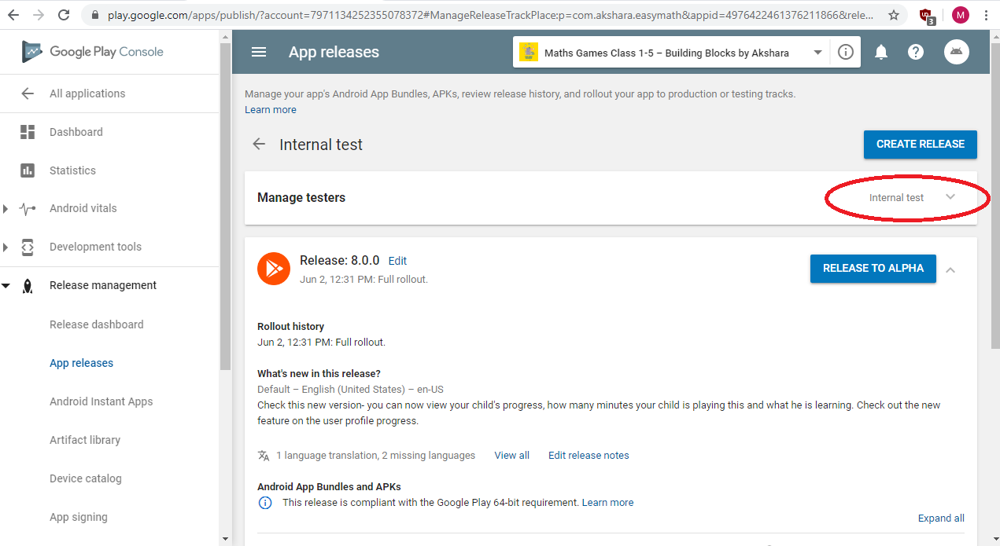 play.google.com/apps/publish/?account=7971134252355078372#ManageReleaseTrackPlace:p=com.akshara.easymath&appid=4976422461376211866&rele...
3
M
Google Play Console
App releases
Maths Games Class 1-5 – Building Blocks by Akshara
All applications
Dashboard
Statistics
Android vitals
Development tools
Release management
Release dashboard
App releases
Android Instant Apps
Artifact library
Device catalog
App signing
Manage your app's Android App Bundles, APKs, review release history, and rollout your app to production or testing tracks.
Learn more
Internal test
CREATE RELEASE
Manage testers
Internal test
Release: 8.0.0 Edit
Jun 2, 12:31 PM: Full rollout.
RELEASE TO ALPHA
Rollout history
Jun 2, 12:31 PM: Full rollout.
What's new in this release?
Default – English (United States) – en-US
Check this new version- you can now view your child's progress, how many minutes your child is playing this and what he is learning. Check out the new
feature on the user profile progress.
1 language translation, 2 missing languages View all Edit release notes
Android App Bundles and APKs
This release is compliant with the Google Play 64-bit requirement. Learn more
Expand all